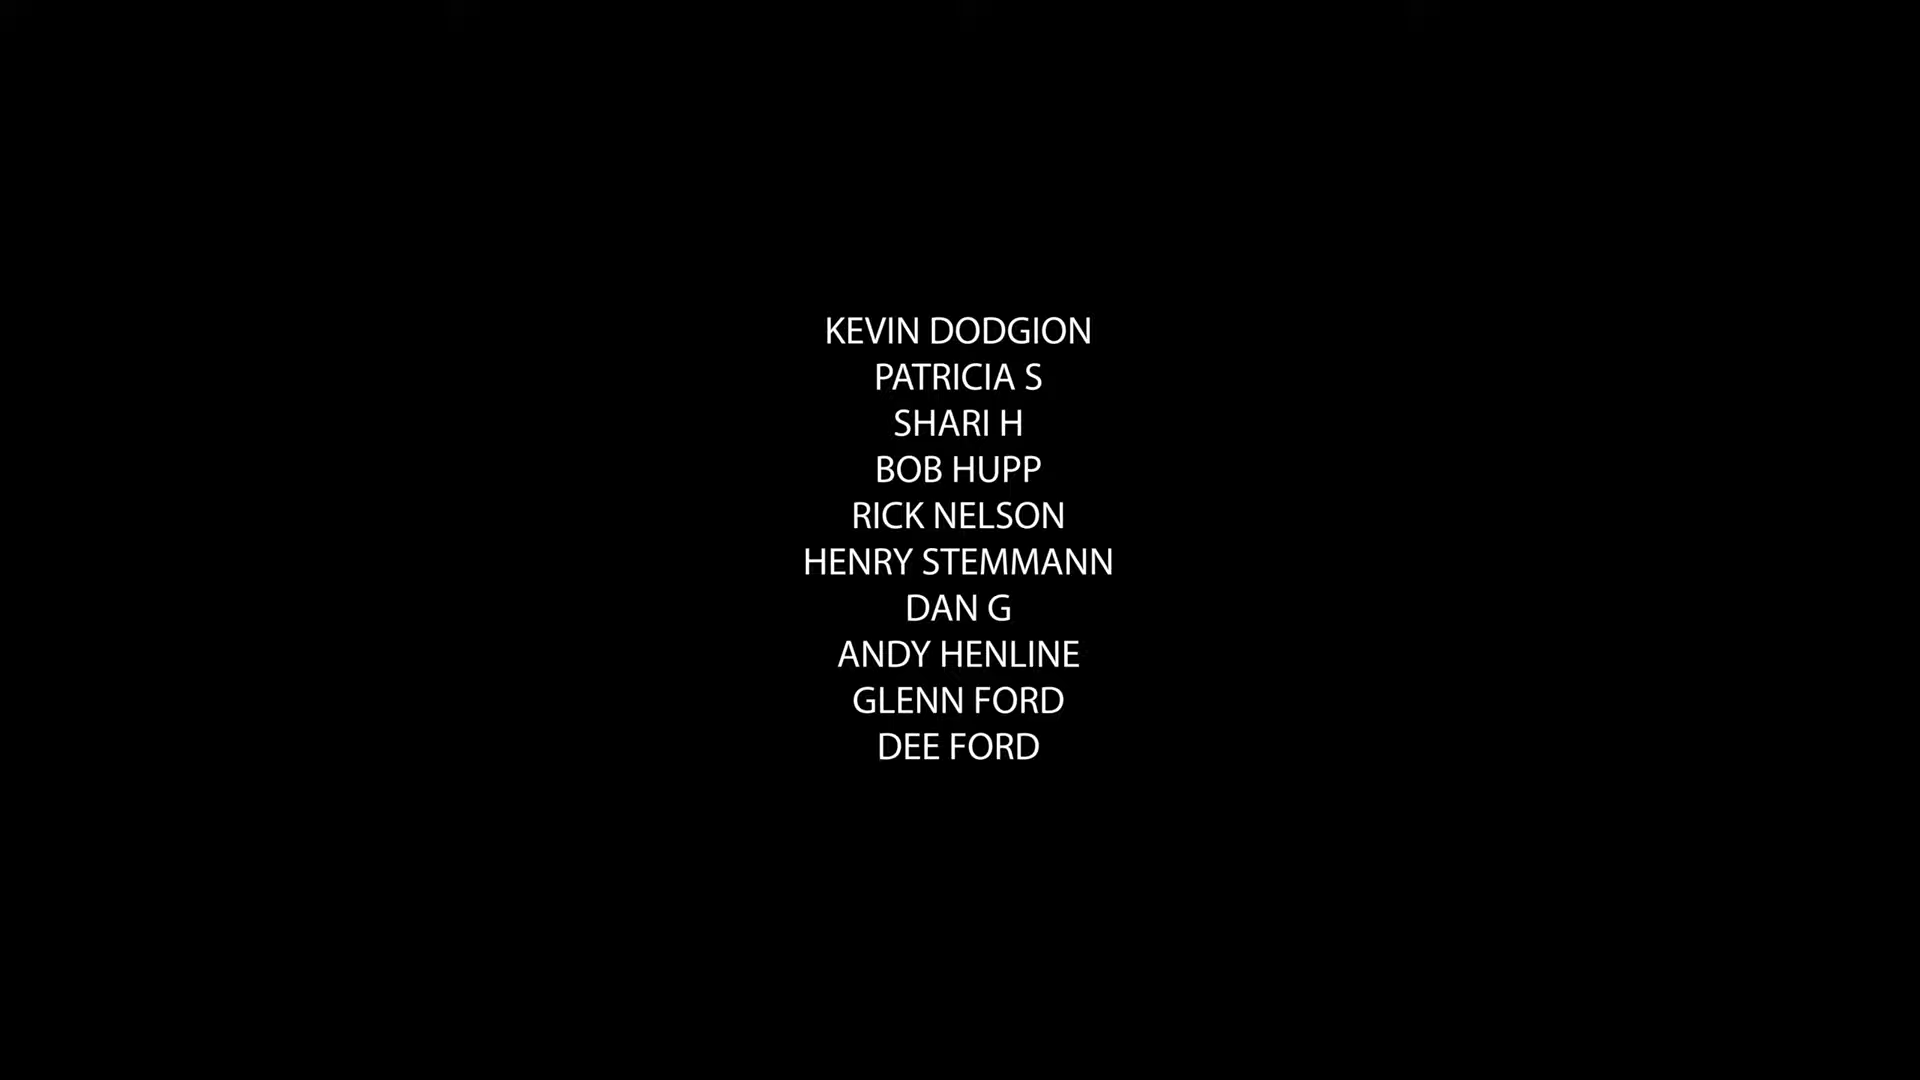 KEVIN DODGION
PATRICIA S
SHARI H
BOB HUPP
RICK NELSON
HENRY STEMMANN
DAN G
ANDY HENLINE
GLENN FORD
DEE FORD